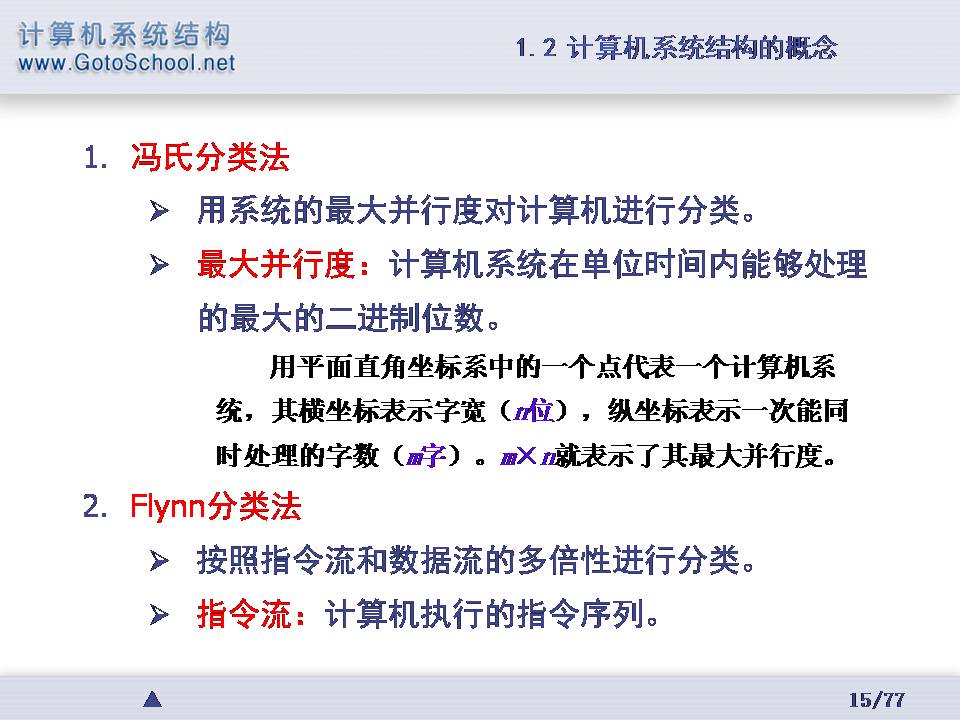 计算机系统结构
www.GotoSchool.net
1.2 计算机系统结构的概念
1. 冯氏分类法
➢ 用系统的最大并行度对计算机进行分类。
➢ 最大并行度：计算机系统在单位时间内能够处理
的最大的二进制位数。
用平面直角坐标系中的一个点代表一个计算机系
统，其横坐标表示字宽（n位），纵坐标表示一次能同
时处理的字数（m字）。m×n就表示了其最大并行度。
2. Flynn分类法
➢ 按照指令流和数据流的多倍性进行分类。
➢ 指令流：计算机执行的指令序列。
▲
15/77